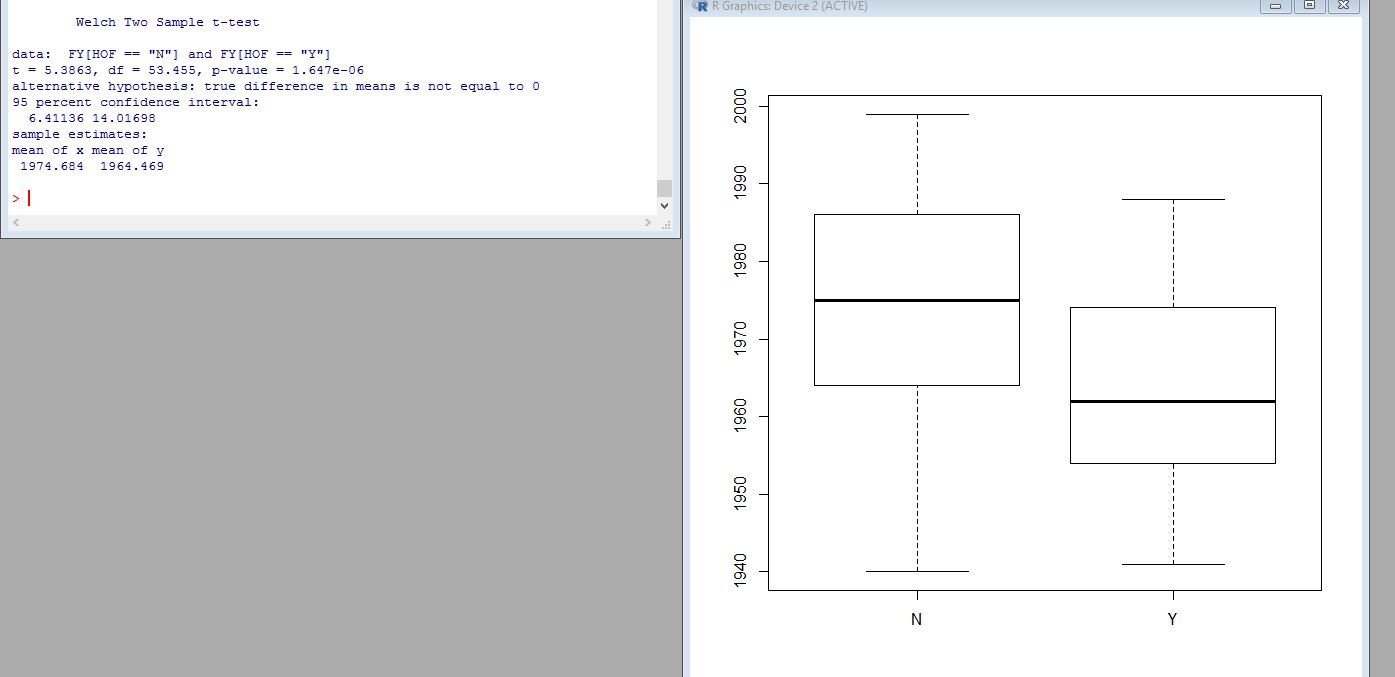 Welch Two Sample t-test
data:  FY[HOF == "N"] and FY[HOF == "Y"]
t = 5.3863, df = 53.455, p-value = 1.647e-06
alternative hypothesis: true difference in means is not equal to 0
95 percent confidence interval:
  6.41136 14.01698
sample estimates:
mean of x mean of y
 1974.684  1964.469
>
R Graphics: Device 2 (ACTIVE)
2000
1990
1980
1970
1960
1950
1940
N Y